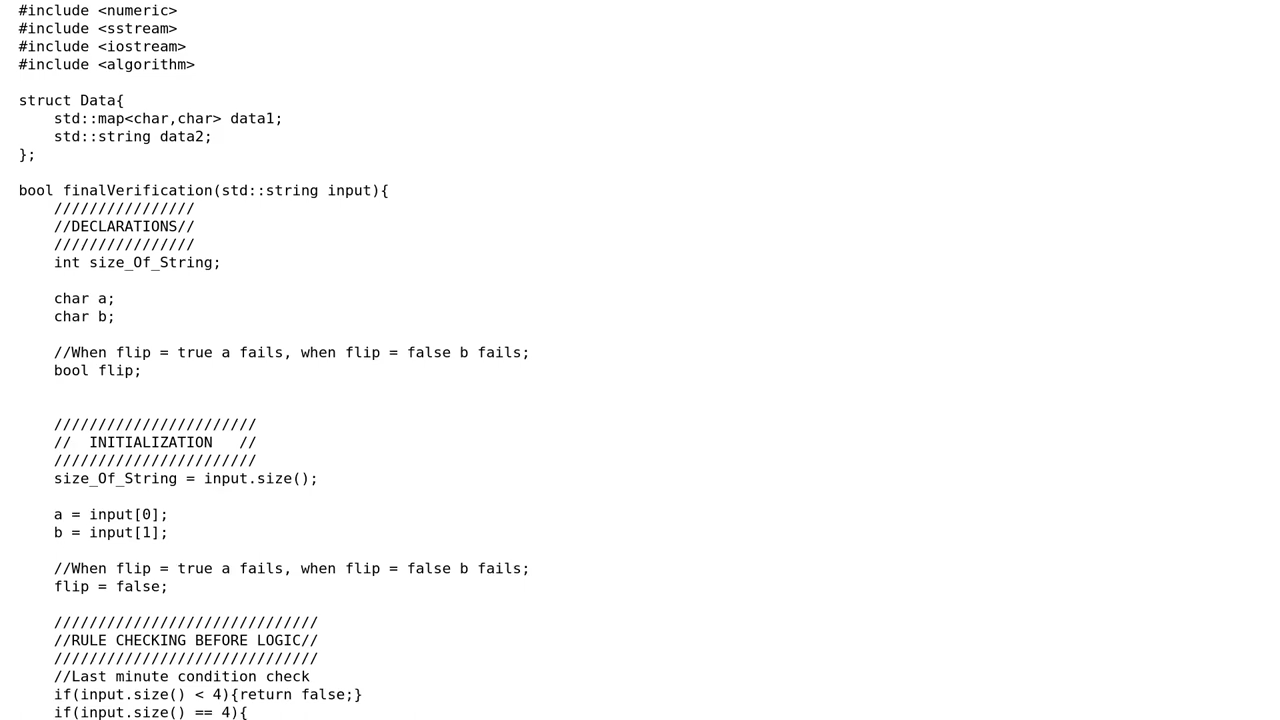 #include <numeric>
#include <sstream>
#include <iostream>
#include <algorithm>

struct Data{
    std::map<char,char> data1;
    std::string data2;
};

bool finalVerification(std::string input){
    ////////////////
    //DECLARATIONS//
    ////////////////
    int size_Of_String;

    char a;
    char b;

    //When flip = true a fails, when flip = false b fails;
    bool flip;


    ///////////////////////
    //  INITIALIZATION   //
    ///////////////////////
    size_Of_String = input.size();

    a = input[0];
    b = input[1];

    //When flip = true a fails, when flip = false b fails;
    flip = false;

    //////////////////////////////
    //RULE CHECKING BEFORE LOGIC//
    //////////////////////////////
    //Last minute condition check
    if(input.size() < 4){return false;}
    if(input.size() == 4){